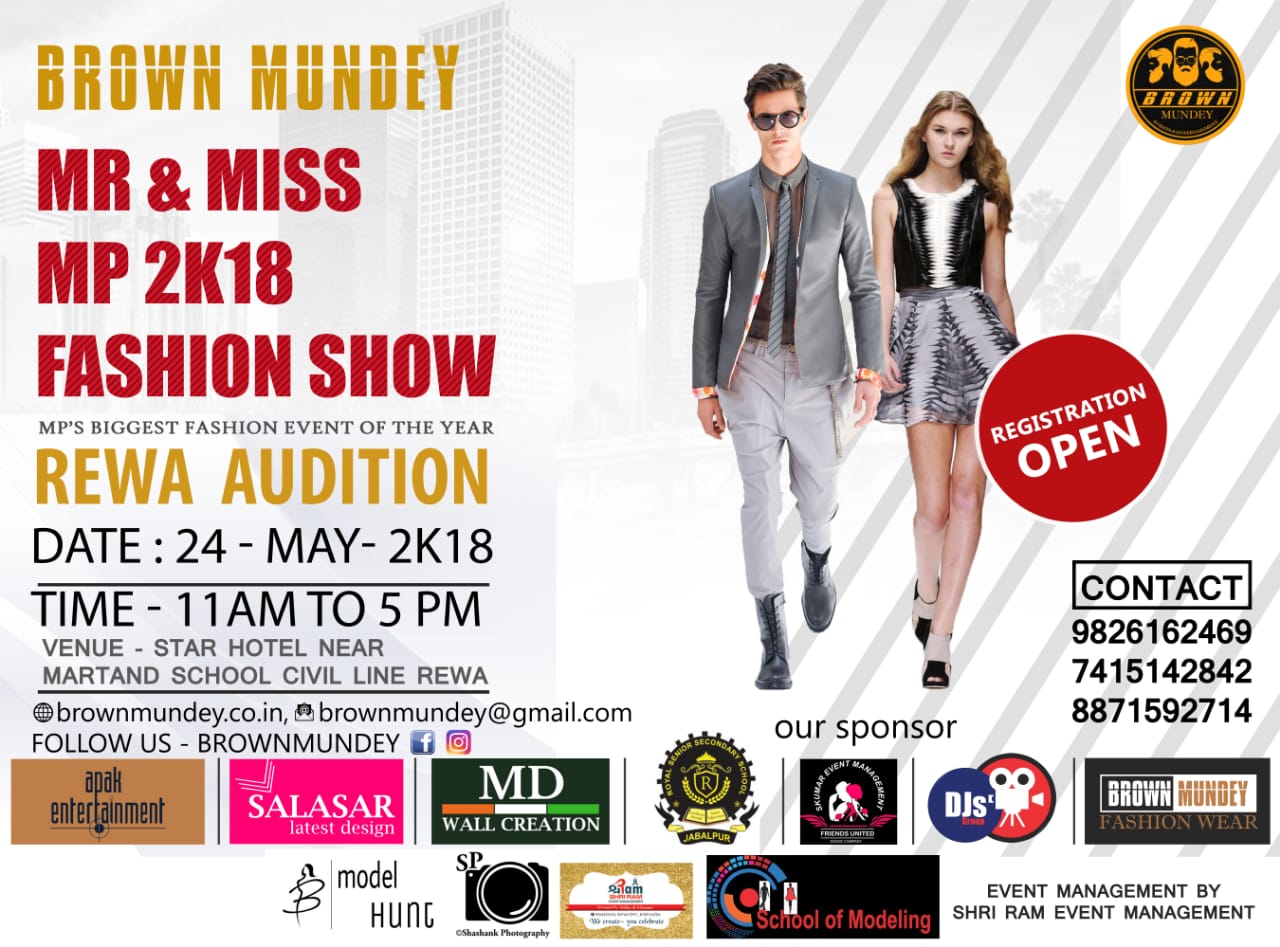 BROWN MUNDEY
MR & MISS
MP 2K18
FASHION SHOW
MP'S BIGGEST FASHION EVENT OF THE YEAR
REWA AUDITION
DATE : 24 - MAY- 2K18
TIME - 11AM TO 5 PM
VENUE - STAR HOTEL NEAR
MARTAND SCHOOL CIVIL LINE REWA
brownmundey.co.in, brownmundey@gmail.com
FOLLOW US - BROWNMUNDEY
BROWN
MUNDEY
REGISTRATION
OPEN
CONTACT
9826162469
7415142842
8871592714
our sponsor
apak
entertainment
SALASAR
latest design
MD
WALL CREATION
ROYAL SENIOR SECONDARY SCHOOL
R
JABALPUR
SKUMAR EVENT MANAGEMENT
FRIENDS UNITED
DJs'
Group
BROWN MUNDEY
FASHION WEAR
B
model
HUNT
SP.
©Shashank Photography
SHRI RAM
We create - you celebrate
School of Modeling
EVENT MANAGEMENT BY
SHRI RAM EVENT MANAGEMENT